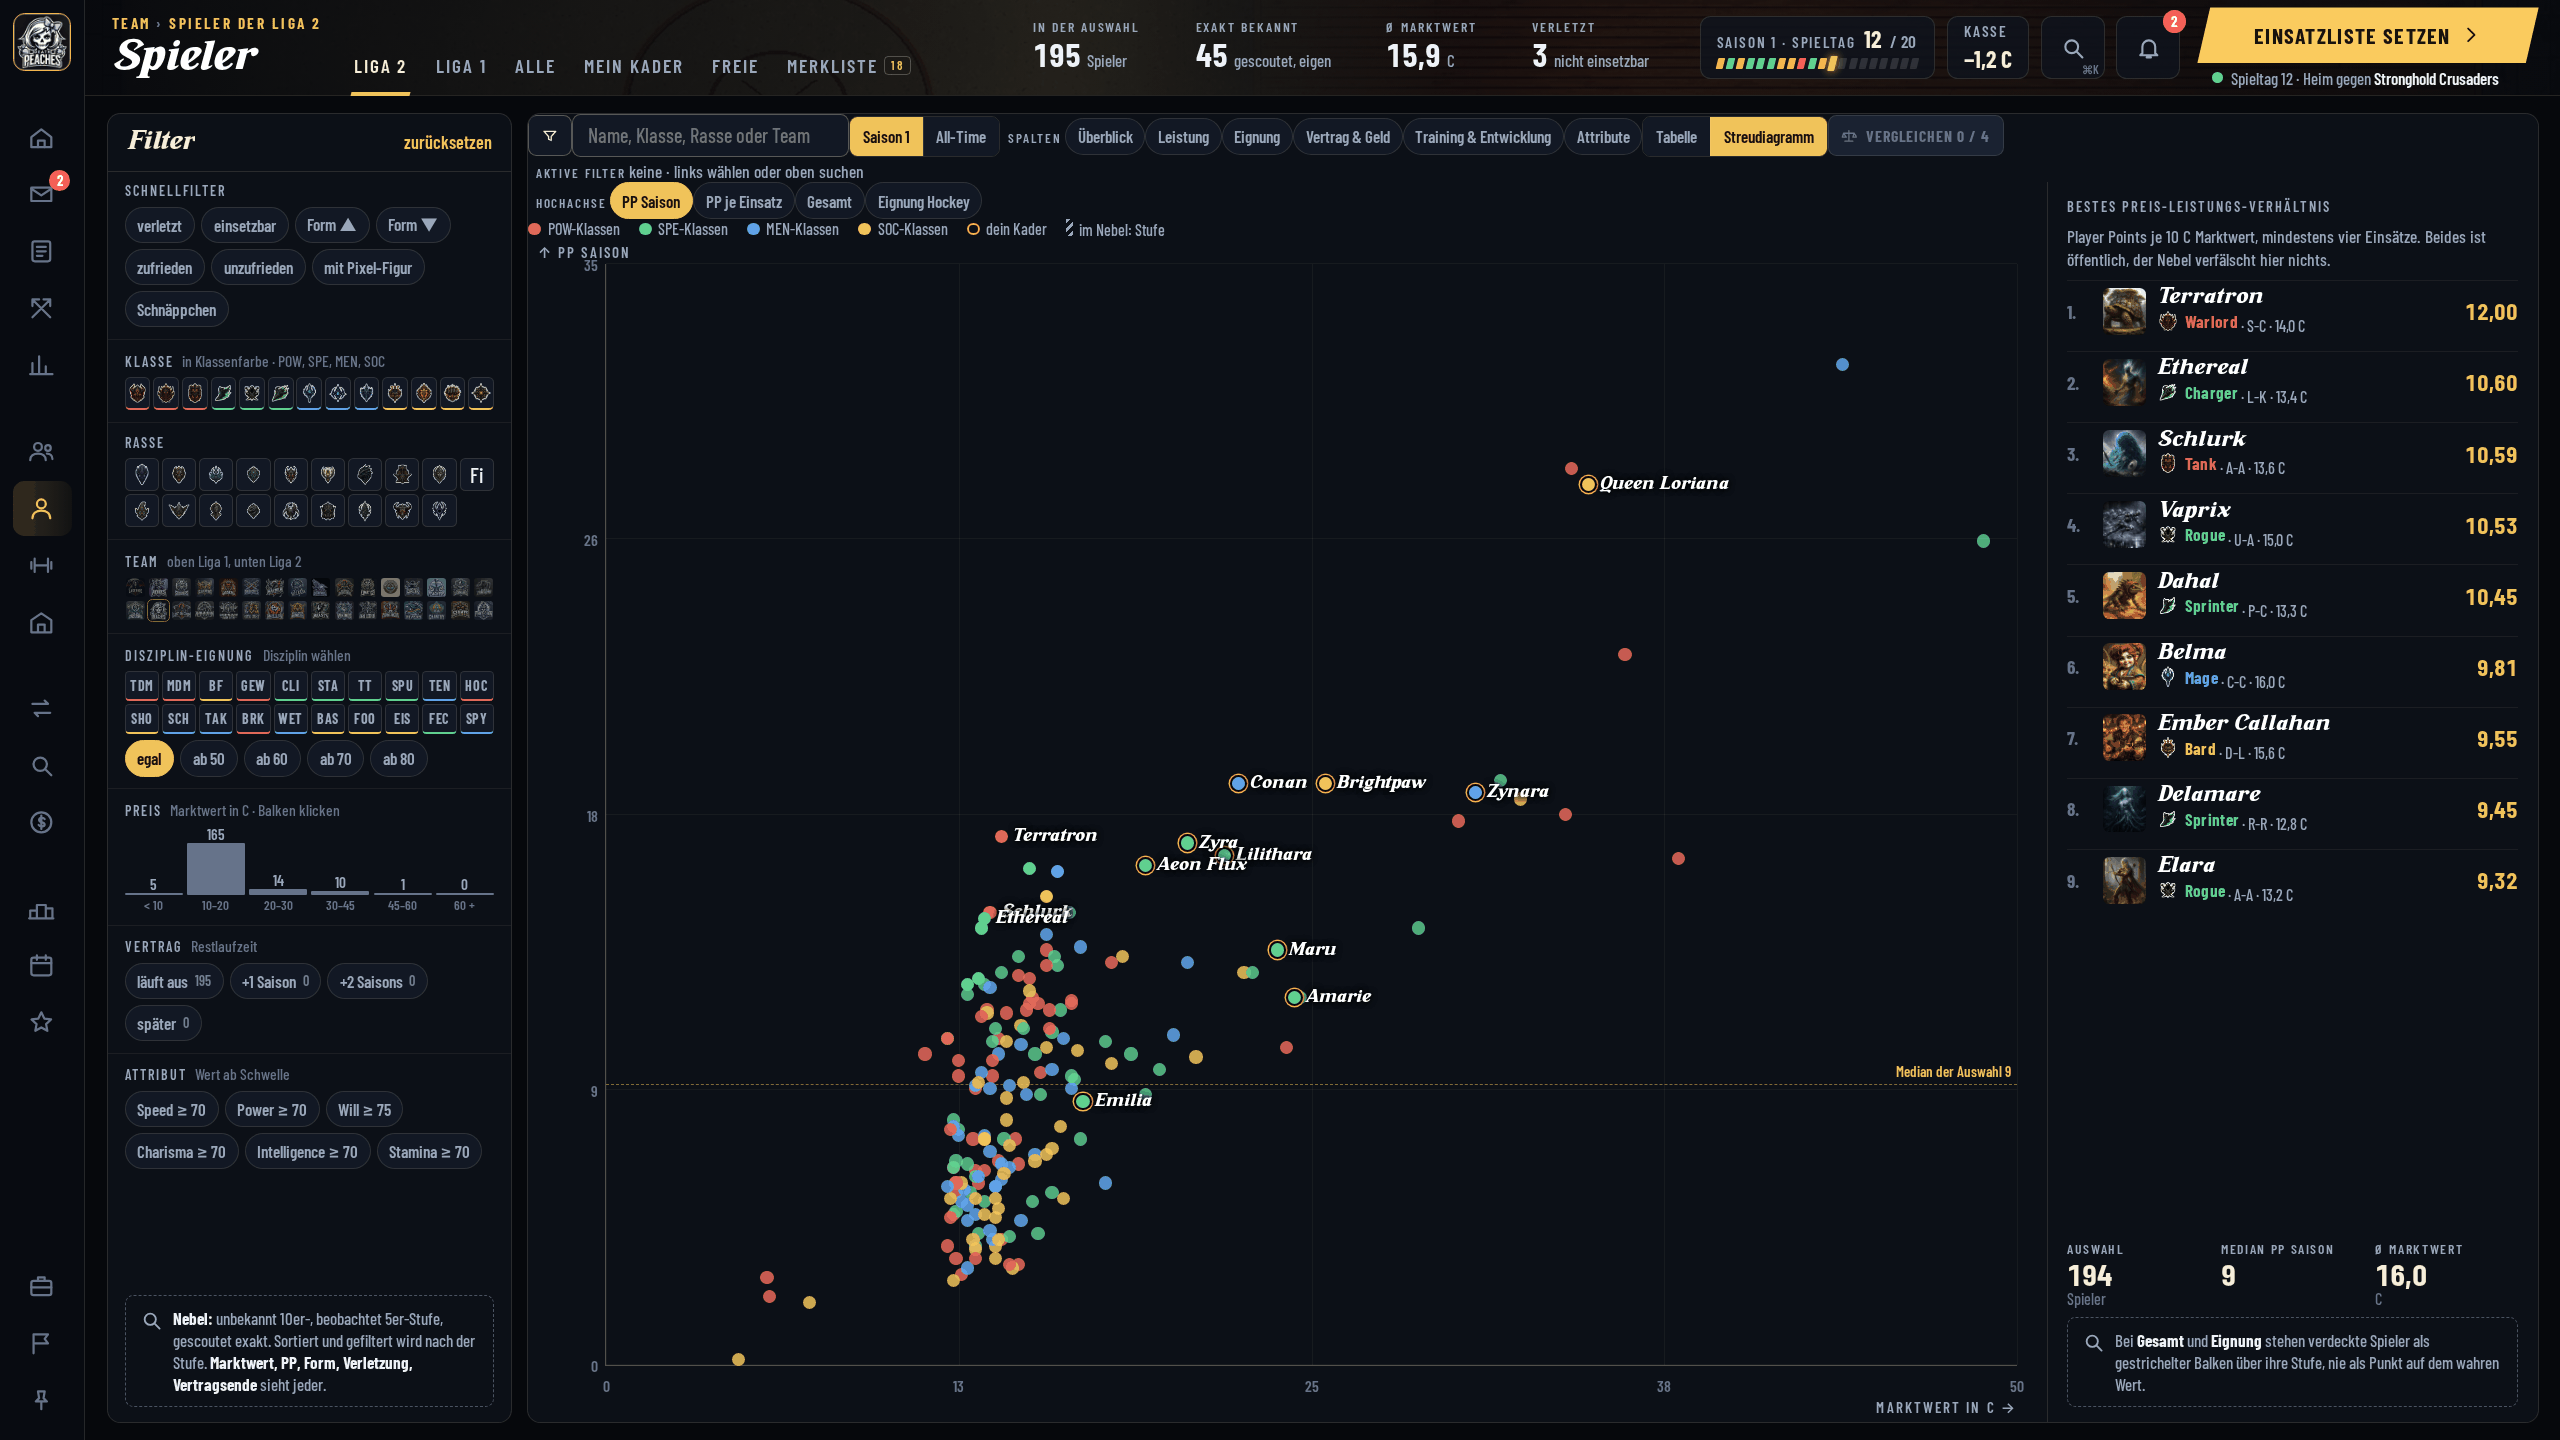 TEAM › SPIELER DER LIGA 2
Spieler
LIGA 2
LIGA 1
ALLE
MEIN KADER
FREIE
MERKLISTE 18
IN DER AUSWAHL
195 Spieler
EXAKT BEKANNT
45 gescoutet, eigen
Ø MARKTWERT
15,9 C
VERLETZT
3 nicht einsetzbar
SAISON 1 · SPIELTAG 12 / 20
KASSE
−1,2 C
⌘K
2
EINSATZLISTE SETZEN
Spieltag 12 · Heim gegen Stronghold Crusaders
PEACHES
2
Filter
zurücksetzen
SCHNELLFILTER
verletzt
einsetzbar
Form ▲
Form ▼
zufrieden
unzufrieden
mit Pixel-Figur
Schnäppchen
KLASSE in Klassenfarbe · POW, SPE, MEN, SOC
RASSE
Fi
TEAM oben Liga 1, unten Liga 2
DISZIPLIN-EIGNUNG Disziplin wählen
TDM MDM BF GEW CLI STA TT SPU TEN HOC
SHO SCH TAK BRK WET BAS FOO EIS FEC SPY
egal
ab 50
ab 60
ab 70
ab 80
PREIS Marktwert in C · Balken klicken
5 165 14 10 1 0
< 10 10–20 20–30 30–45 45–60 60 +
VERTRAG Restlaufzeit
läuft aus 195
+1 Saison 0
+2 Saisons 0
später 0
ATTRIBUT Wert ab Schwelle
Speed ≥ 70
Power ≥ 70
Will ≥ 75
Charisma ≥ 70
Intelligence ≥ 70
Stamina ≥ 70
Nebel: unbekannt 10er-, beobachtet 5er-Stufe,
gescoutet exakt. Sortiert und gefiltert wird nach der
Stufe. Marktwert, PP, Form, Verletzung,
Vertragsende sieht jeder.
Name, Klasse, Rasse oder Team
Saison 1
All-Time
SPALTEN
Überblick
Leistung
Eignung
Vertrag & Geld
Training & Entwicklung
Attribute
Tabelle
Streudiagramm
VERGLEICHEN 0 / 4
AKTIVE FILTER keine · links wählen oder oben suchen
HOCHACHSE
PP Saison
PP je Einsatz
Gesamt
Eignung Hockey
POW-Klassen
SPE-Klassen
MEN-Klassen
SOC-Klassen
dein Kader
im Nebel: Stufe
↑ PP SAISON
35
Queen Loriana
26
Conan
Brightpaw
Zynara
18
Terratron
Zyra
Lilithara
Aeon Flux
Schlurk
Ethereal
Maru
Amarie
Median der Auswahl 9
9
Emilia
0
0 13 25 38 50
MARKTWERT IN C →
BESTES PREIS-LEISTUNGS-VERHÄLTNIS
Player Points je 10 C Marktwert, mindestens vier Einsätze. Beides ist
öffentlich, der Nebel verfälscht hier nichts.
1. Terratron
Warlord · S-C · 14,0 C
12,00
2. Ethereal
Charger · L-K · 13,4 C
10,60
3. Schlurk
Tank · A-A · 13,6 C
10,59
4. Vaprix
Rogue · U-A · 15,0 C
10,53
5. Dahal
Sprinter · P-C · 13,3 C
10,45
6. Belma
Mage · C-C · 16,0 C
9,81
7. Ember Callahan
Bard · D-L · 15,6 C
9,55
8. Delamare
Sprinter · R-R · 12,8 C
9,45
9. Elara
Rogue · A-A · 13,2 C
9,32
AUSWAHL
194
Spieler
MEDIAN PP SAISON
9
Ø MARKTWERT
16,0
C
Bei Gesamt und Eignung stehen verdeckte Spieler als
gestrichelter Balken über ihre Stufe, nie als Punkt auf dem wahren
Wert.